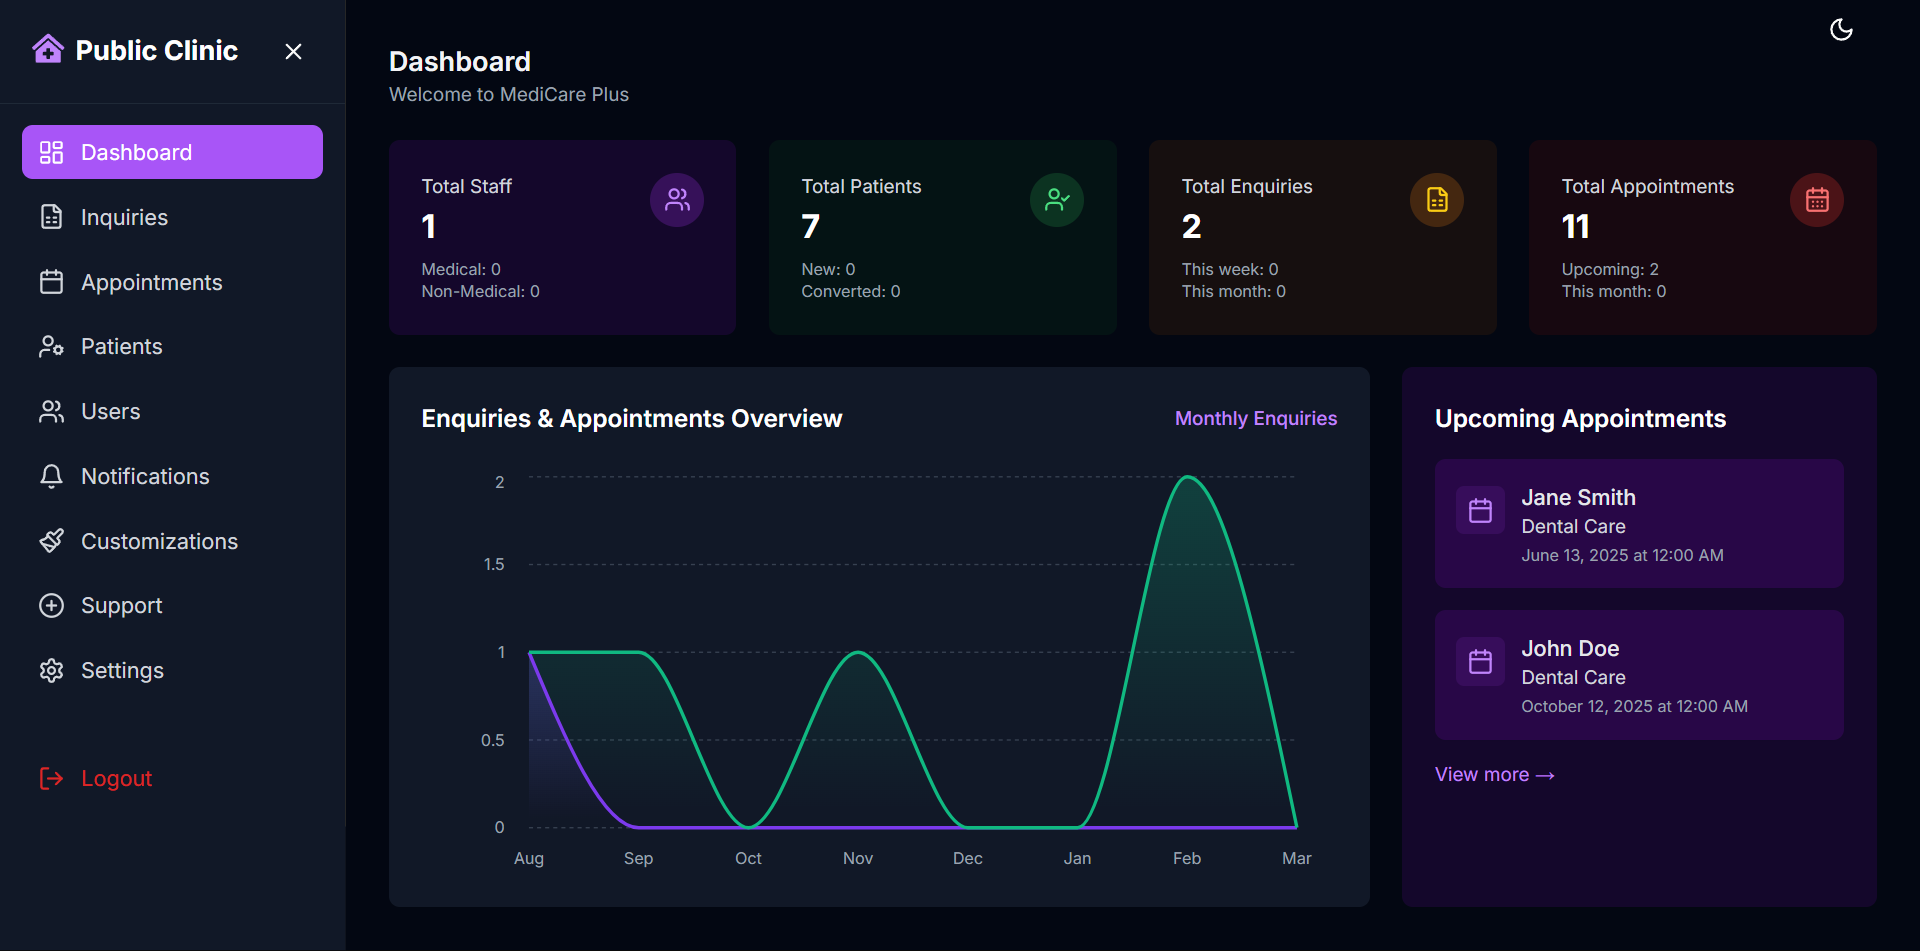 Public Clinic
Dashboard
Inquiries
Appointments
Patients
Users
Notifications
Customizations
Support
Settings
Logout
Dashboard
Welcome to MediCare Plus
Total Staff
1
Medical: 0
Non-Medical: 0
Total Patients
7
New: 0
Converted: 0
Total Enquiries
2
This week: 0
This month: 0
Total Appointments
11
Upcoming: 2
This month: 0
Enquiries & Appointments Overview
Monthly Enquiries
2
1.5
1
0.5
0
Aug Sep Oct Nov Dec Jan Feb Mar
Upcoming Appointments
Jane Smith
Dental Care
June 13, 2025 at 12:00 AM
John Doe
Dental Care
October 12, 2025 at 12:00 AM
View more →